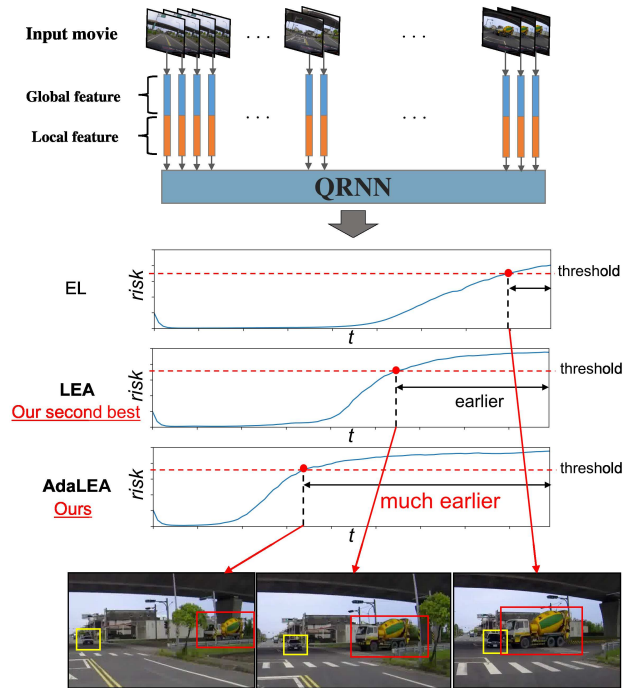 Input movie
. . .
. . .
Global feature
. . .
. . .
Local feature
QRNN
EL
risk
threshold
t
LEA
Our second best
risk
threshold
earlier
t
AdaLEA
Ours
risk
threshold
much earlier
t